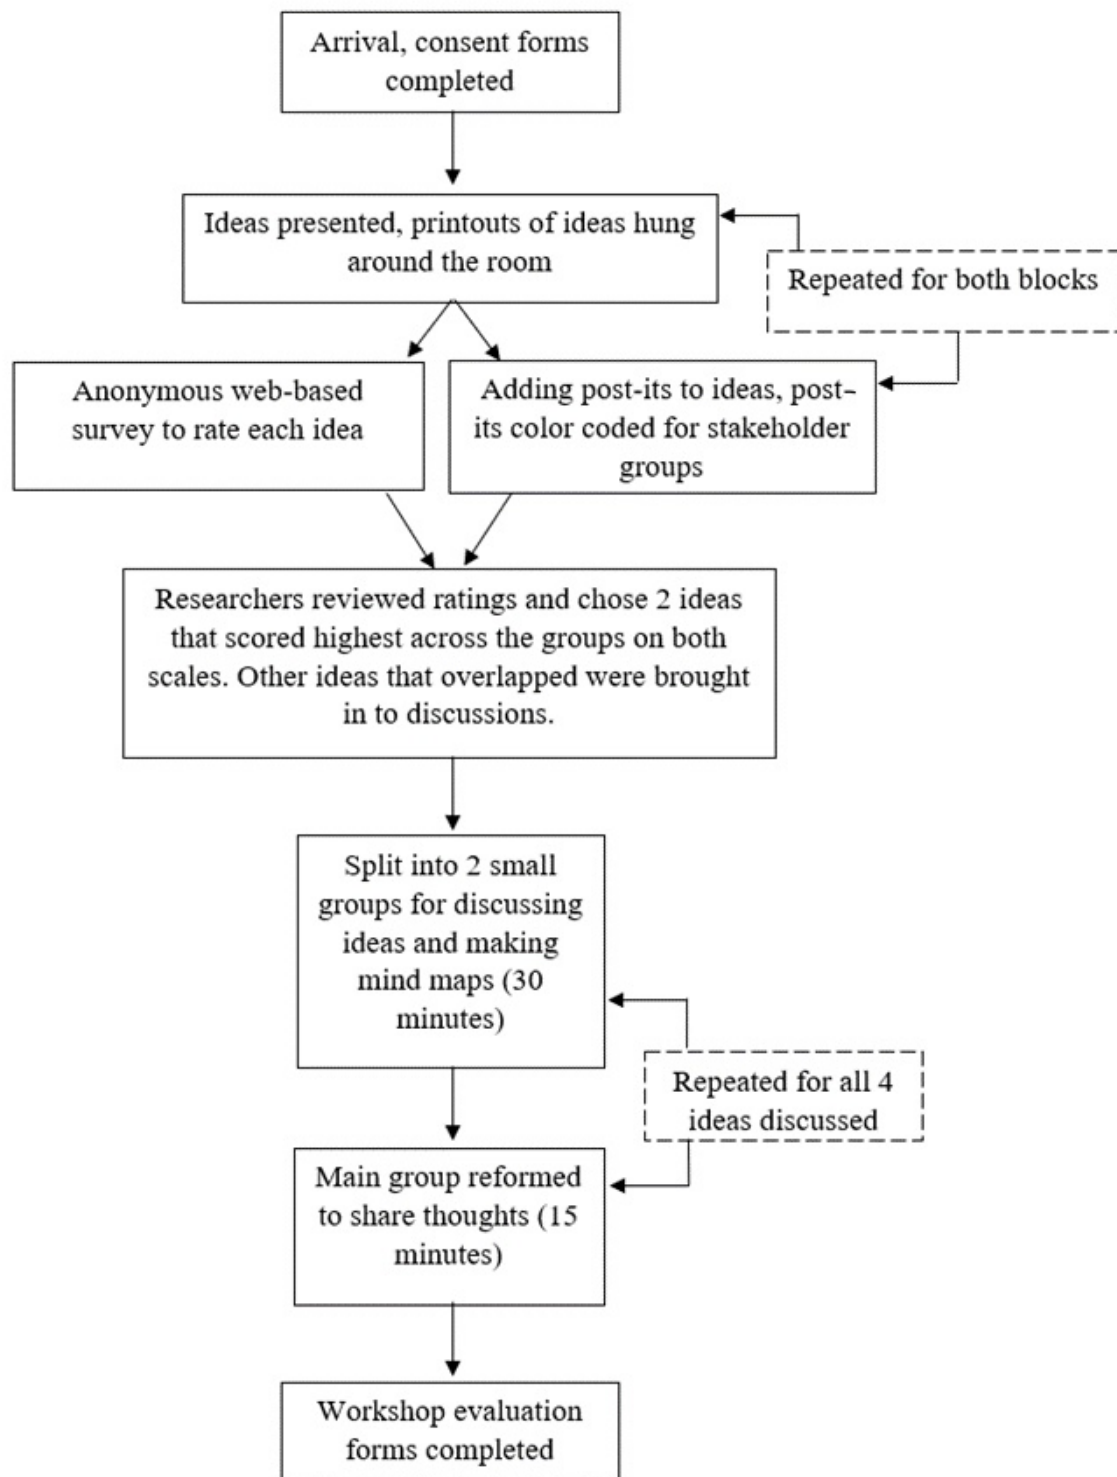 Arrival, consent forms
completed
Ideas presented, printouts of ideas hung
around the room
Repeated for both blocks
Anonymous web-based
survey to rate each idea
Adding post-its to ideas, post–
its color coded for stakeholder
groups
Researchers reviewed ratings and chose 2 ideas
that scored highest across the groups on both
scales. Other ideas that overlapped were brought
in to discussions.
Split into 2 small
groups for discussing
ideas and making
mind maps (30
minutes)
Repeated for all 4
ideas discussed
Main group reformed
to share thoughts (15
minutes)
Workshop evaluation
forms completed